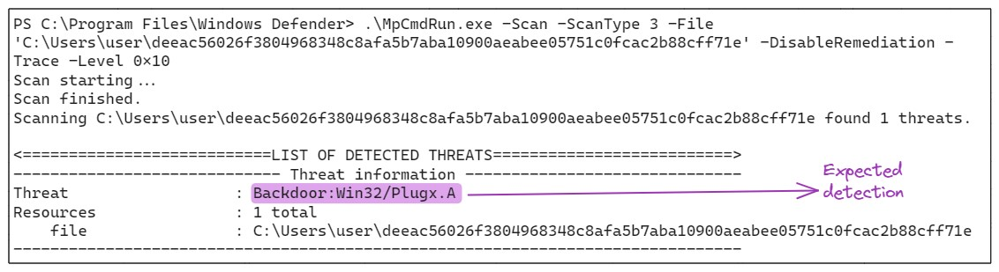 PS C:\Program Files\Windows Defender> .\MpCmdRun.exe -Scan -ScanType 3 -File
'C:\Users\user\deeac56026f3804968348c8afa5b7aba10900aeabee05751c0fcac2b88cff71e' -DisableRemediation -
Trace -Level 0×10
Scan starting...
Scan finished.
Scanning C:\Users\user\deeac56026f3804968348c8afa5b7aba10900aeabee05751c0fcac2b88cff71e found 1 threats.
<===========================LIST OF DETECTED THREATS==========================>
----------------------------- Threat information ------------------------------
Threat : Backdoor:Win32/Plugx.A
Expected
detection
Resources : 1 total
file : C:\Users\user\deeac56026f3804968348c8afa5b7aba10900aeabee05751c0fcac2b88cff71e
-------------------------------------------------------------------------------